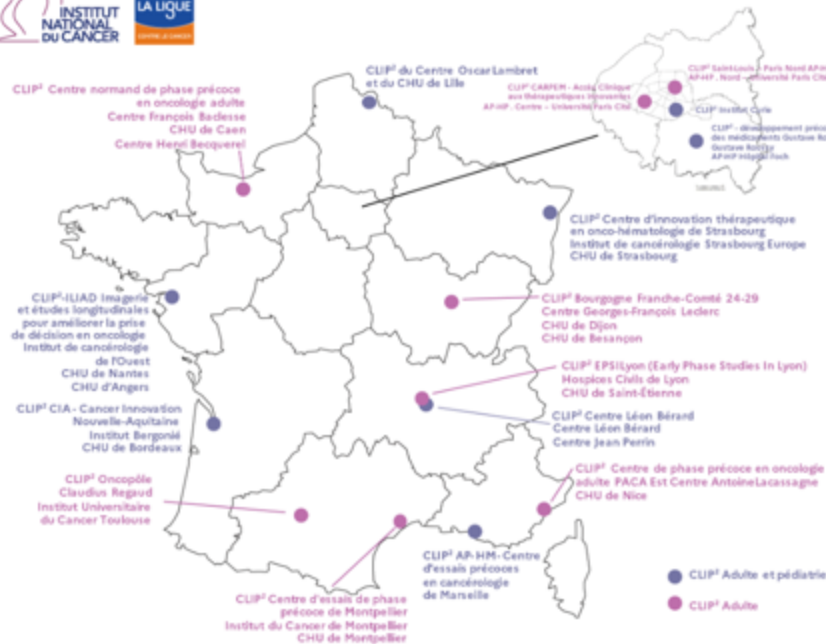 INSTITUT
NATIONAL
DU CANCER
LA LIGUE
CONTRE LE CANCER
CLIP² du Centre Oscar Lambret
et du CHU de Lille
CLIP² Centre normand de phase précoce
en oncologie adulte
Centre François Baclesse
CHU de Caen
Centre Henri Becquerel
CLIP² Saint-Louis - Paris Nord AP-H
AP-HP. Nord - Université Paris Cité
CLIP² CARPEM - Accès Clinique
aux thérapeutiques innovantes
AP-HP. Centre - Université Paris Cité
CLIP² Institut Curie
CLIP² - développement préco
des médicaments Gustave Ro
Gustave Roussy
AP-HP Hôpital Foch
CLIP² Centre d'innovation thérapeutique
en onco-hématologie de Strasbourg
Institut de cancérologie Strasbourg Europe
CHU de Strasbourg
CLIP²-ILIAD Imagerie
et études longitudinales
pour améliorer la prise
de décision en oncologie
Institut de cancérologie
de l'Ouest
CHU de Nantes
CHU d'Angers
CLIP² Bourgogne Franche-Comté 24-29
Centre Georges-François Leclerc
CHU de Dijon
CHU de Besançon
CLIP² EPSILyon (Early Phase Studies In Lyon)
Hospices Civils de Lyon
CHU de Saint-Étienne
CLIP² CIA - Cancer Innovation
Nouvelle-Aquitaine
Institut Bergonié
CHU de Bordeaux
CLIP² Centre Léon Bérard
Centre Léon Bérard
Centre Jean Perrin
CLIP² Oncopôle
Claudius Regaud
Institut Universitaire
du Cancer Toulouse
CLIP² Centre de phase précoce en oncologie
adulte PACA Est Centre Antoine Lacassagne
CHU de Nice
CLIP² AP-HM-Centre
d'essais précoces
en cancérologie
de Marseille
CLIP² Centre d'essais de phase
précoce de Montpellier
Institut du Cancer de Montpellier
CHU de Montpellier
CLIP² Adulte et pédiatrie
CLIP² Adulte